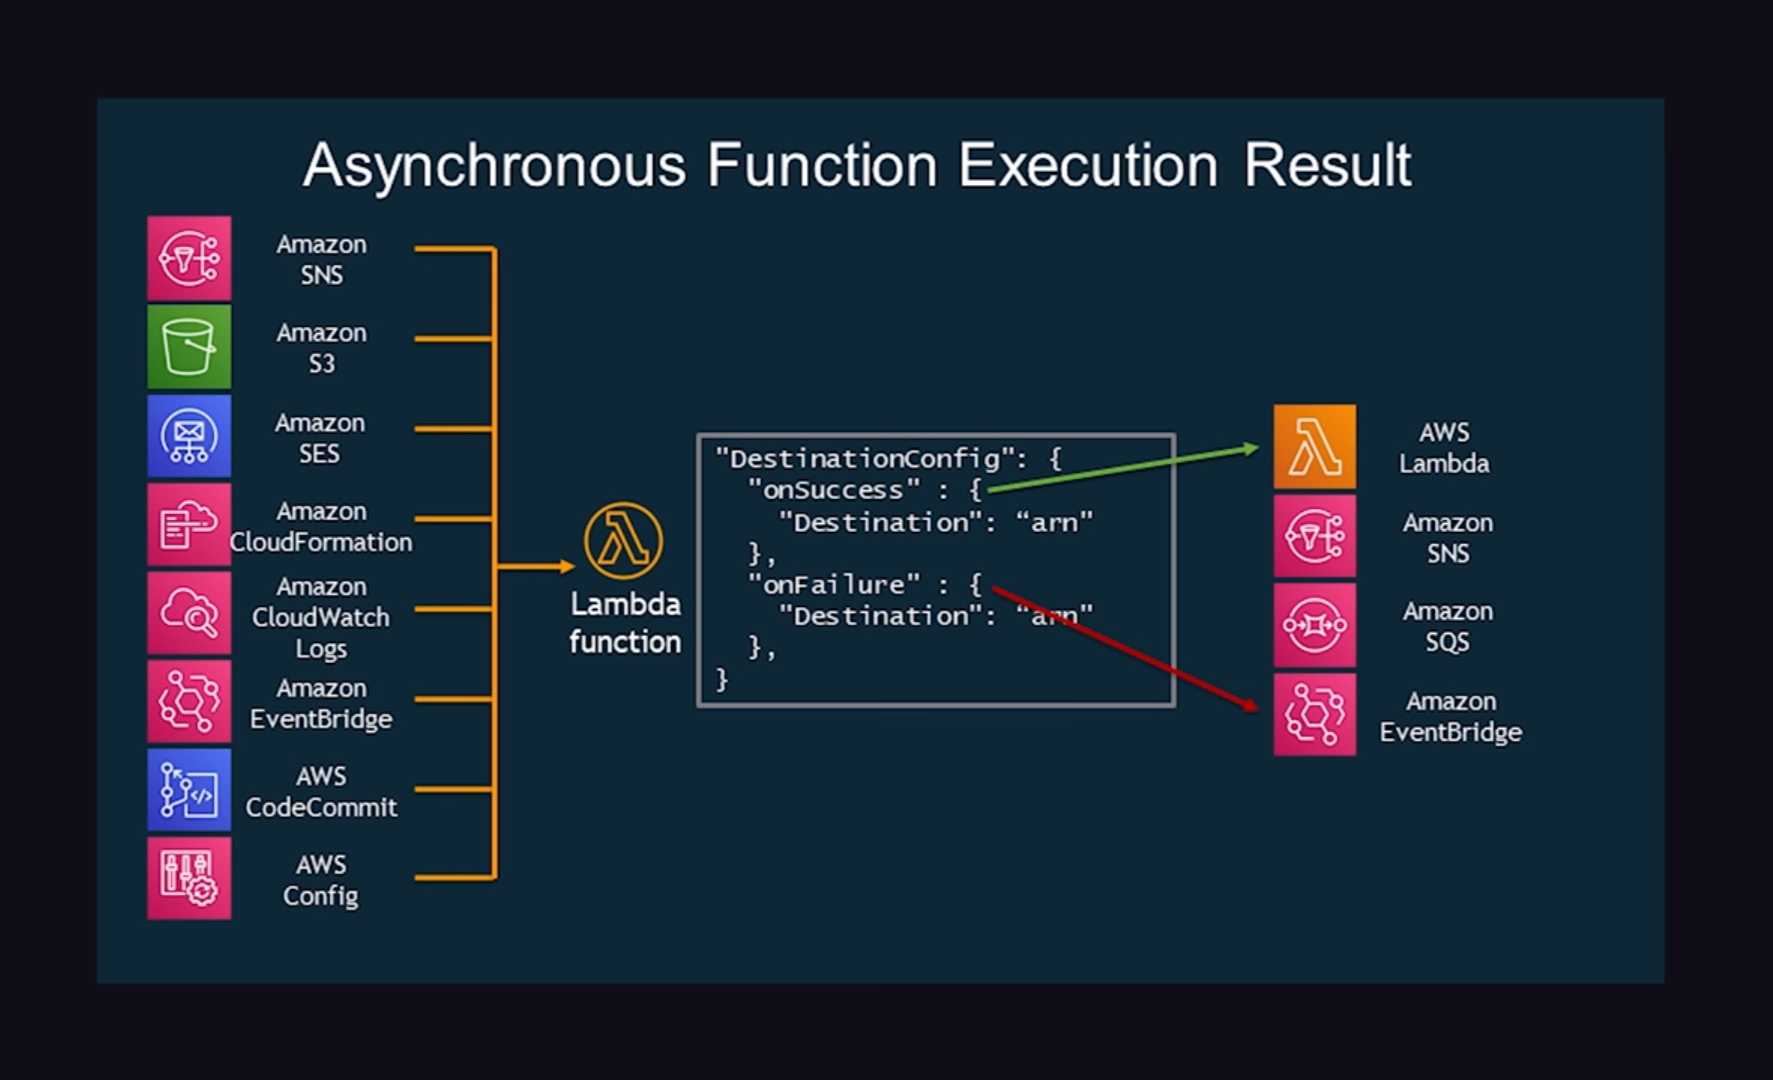 Asynchronous Function Execution Result
Amazon
SNS
Amazon
S3
Amazon
SES
Amazon
CloudFormation
Amazon
CloudWatch
Logs
Amazon
EventBridge
AWS
CodeCommit
AWS
Config
Lambda
function
"DestinationConfig": {
"onSuccess" : {
"Destination": “arn"
},
"onFailure" : {
"Destination": “arn"
},
}
AWS
Lambda
Amazon
SNS
Amazon
SQS
Amazon
EventBridge